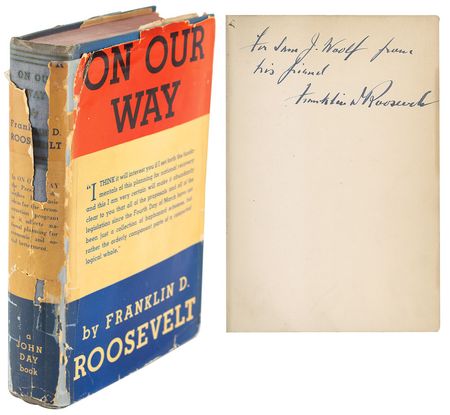 ON OUR
WAY
Franklin D.
ROOSEVELT
a
JOHN
DAY
book
ON OUR
WAY
"I THINK it will interest you if I set forth the funda-
mentals of this planning for national recovery
and this I am very certain will make it abundantly
clear to you that all of the proposals and all of the
legislation since the Fourth Day of March have not
been just a collection of haphazard schemes, but
rather the orderly component parts of a connected
logical whole."
by FRANKLIN D.
ROOSEVELT
For Sam J. Woolf from
his friend
Franklin D Roosevelt